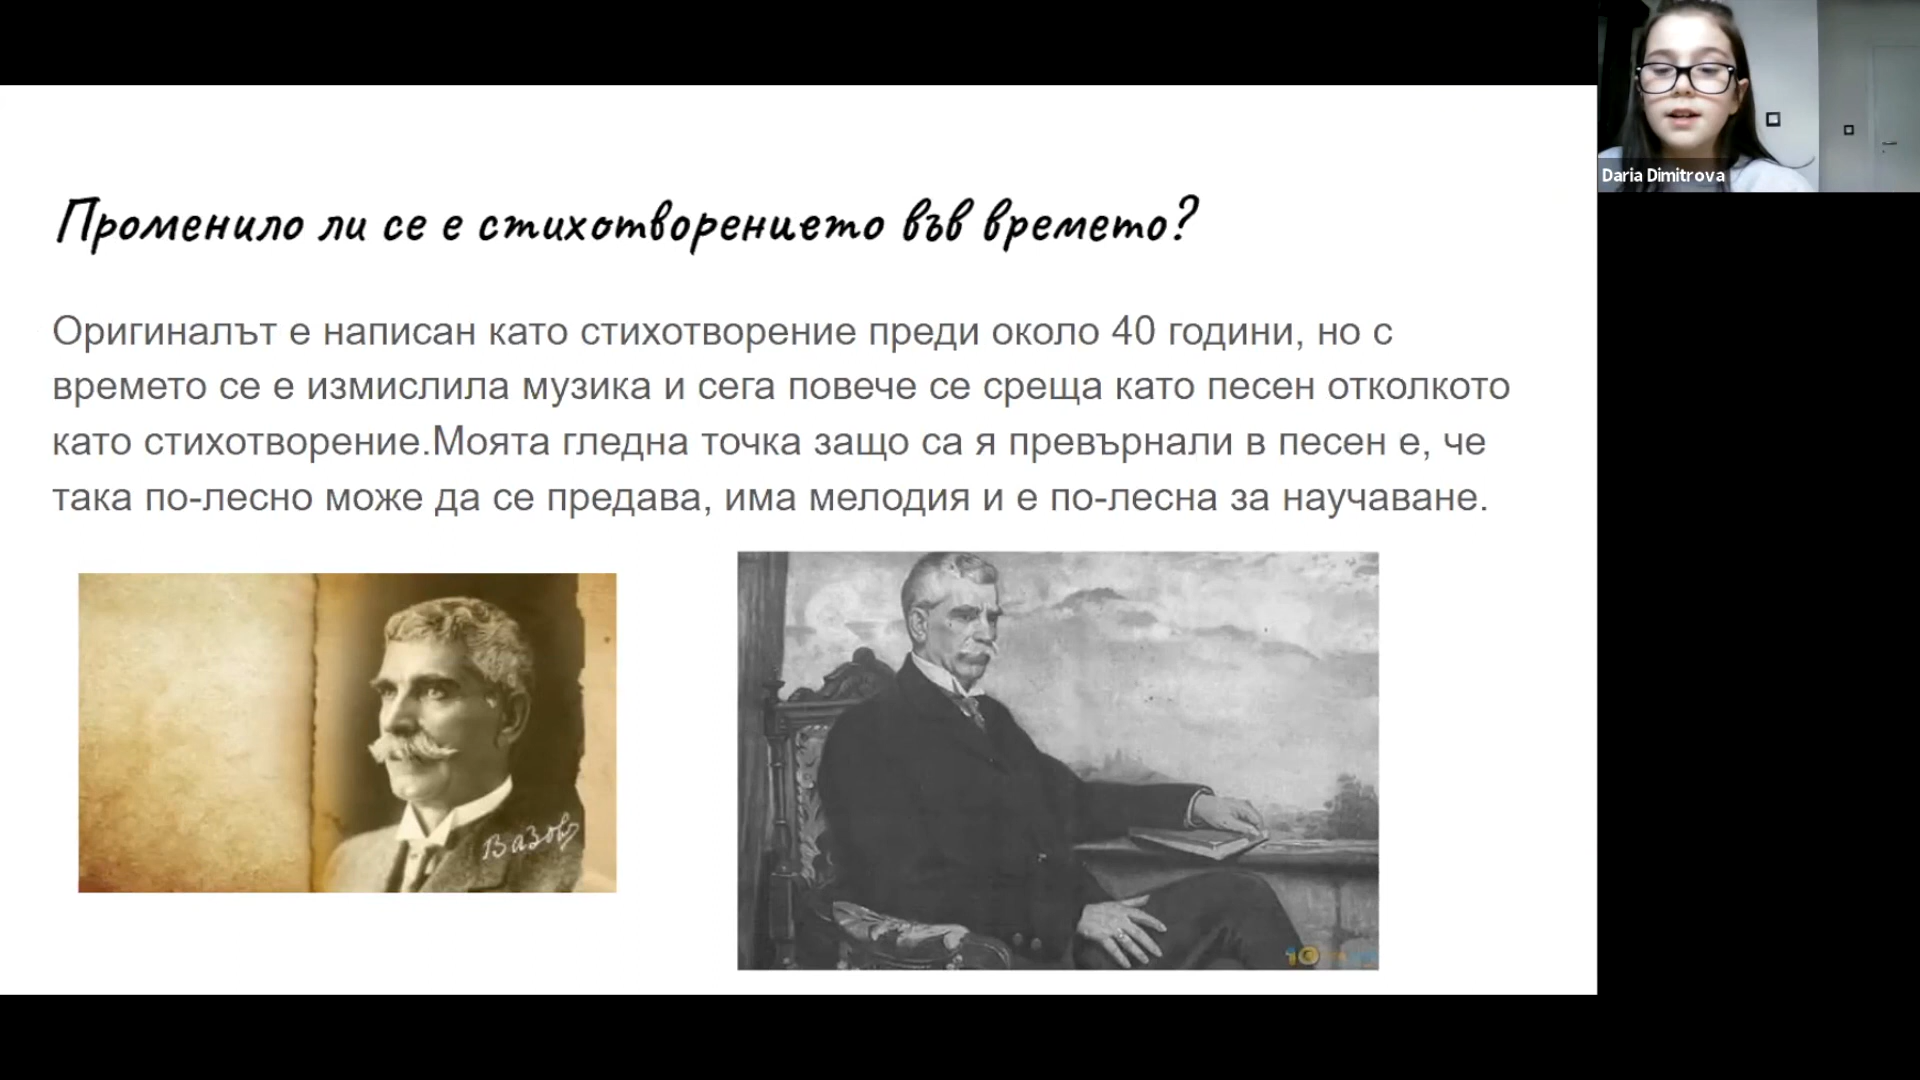 Daria Dimitrova
Променило ли се е стихотворението във времето?
Оригиналът е написан като стихотворение преди около 40 години, но с
времето се е измислила музика и сега повече се среща като песен отколкото
като стихотворение.Моята гледна точка защо са я превърнали в песен е, че
така по-лесно може да се предава, има мелодия и е по-лесна за научаване.
Вазовъ
10